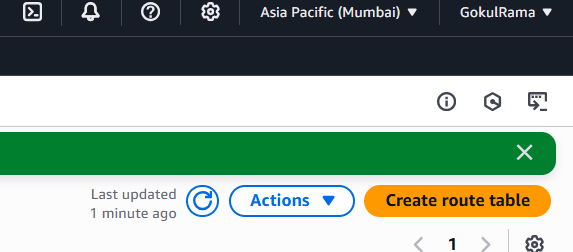 Asia Pacific (Mumbai) GokulRama
Last updated
1 minute ago
Actions
Create route table
1